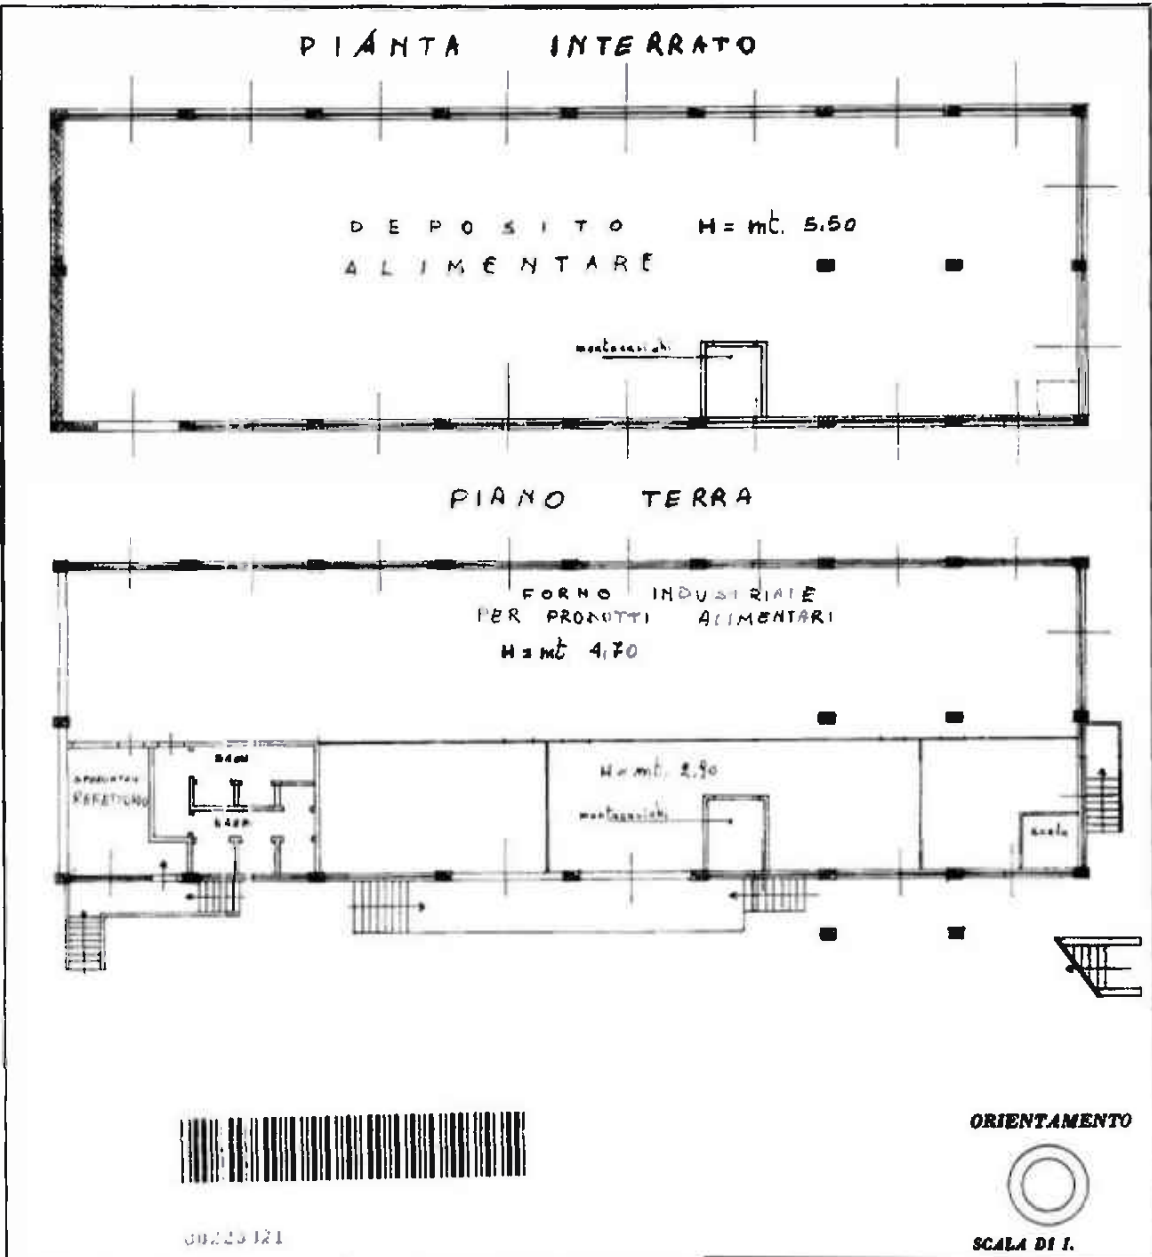 PIANTA INTERRATO
DEPOSITO H = mt. 5.50
ALIMENTARE
montacarichi
PIANO TERRA
FORNO INDUSTRIALE
PER PRODOTTI ALIMENTARI
H = mt 4,70
H = mt. 2.90
REFETTORIO
montacarichi
scala
ORIENTAMENTO
SCALA DI 1.